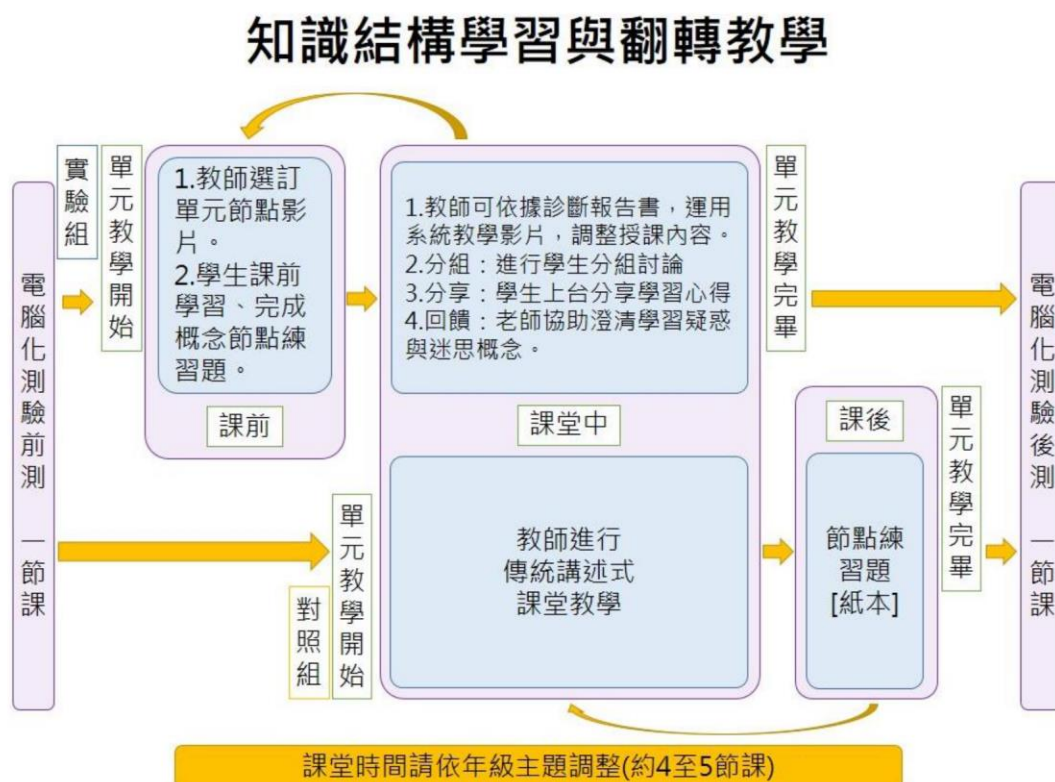 知識結構學習與翻轉教學
電腦化測驗前測 一節課
實驗組
單元教學開始
1.教師選訂
單元節點影
片。
2.學生課前
學習、完成
概念節點練
習題。
課前
1.教師可依據診斷報告書，運用
系統教學影片，調整授課內容。
2.分組：進行學生分組討論
3.分享：學生上台分享學習心得
4.回饋：老師協助澄清學習疑惑
與迷思概念。
課堂中
單元教學完畢
對照組
單元教學開始
教師進行
傳統講述式
課堂教學
課後
節點練
習題
[紙本]
單元教學完畢
電腦化測驗後測 一節課
課堂時間請依年級主題調整(約4至5節課)